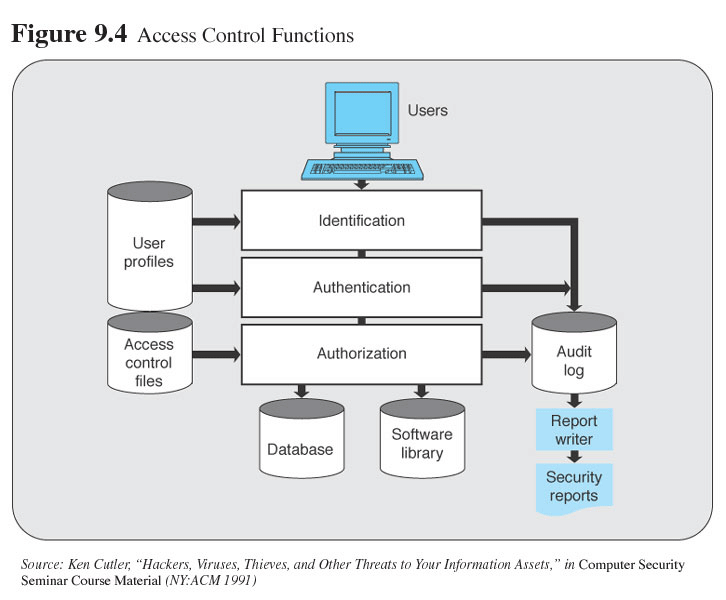 Figure 9.4 Access Control Functions
Users
Identification
User
profiles
Authentication
Access
control
files
Authorization
Audit
log
Database
Software
library
Report
writer
Security
reports
Source: Ken Cutler, “Hackers, Viruses, Thieves, and Other Threats to Your Information Assets,” in Computer Security
Seminar Course Material (NY:ACM 1991)